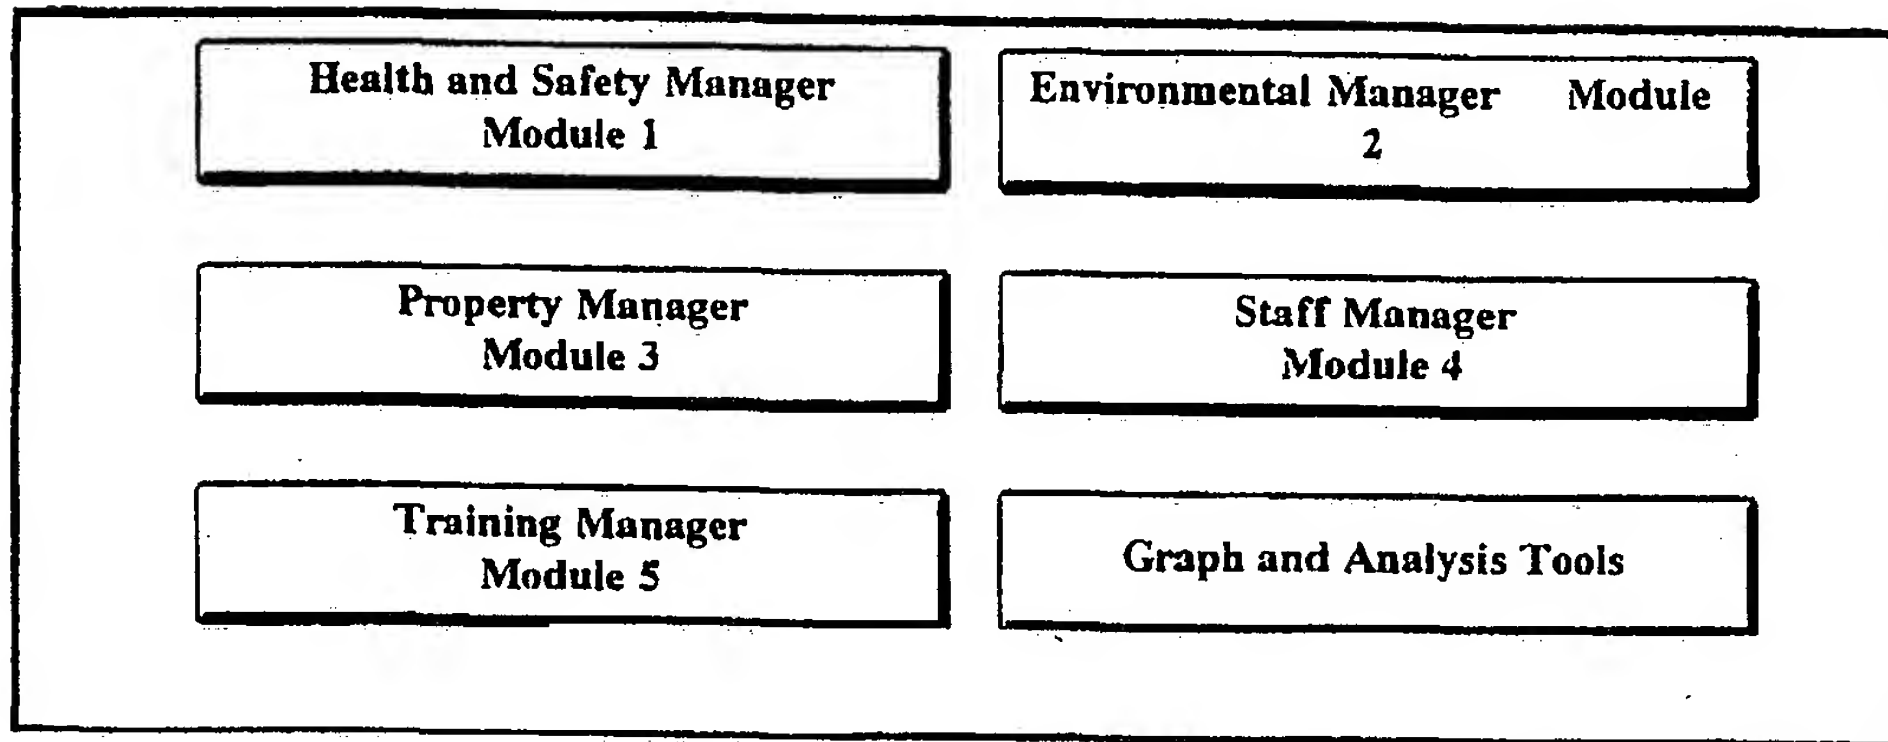 Health and Safety Manager
Module 1
Environmental Manager Module
2
Property Manager
Module 3
Staff Manager
Module 4
Training Manager
Module 5
Graph and Analysis Tools